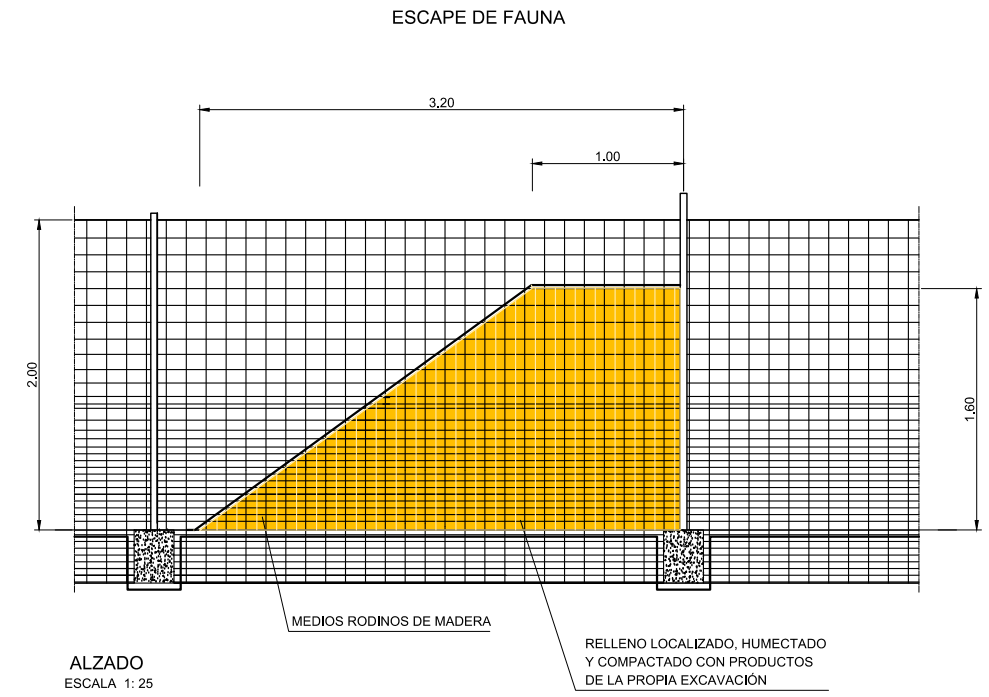 ESCAPE DE FAUNA
3.20
1.00
2.00
1.60
MEDIOS RODINOS DE MADERA
RELLENO LOCALIZADO, HUMECTADO
Y COMPACTADO CON PRODUCTOS
DE LA PROPIA EXCAVACIÓN
ALZADO
ESCALA 1: 25